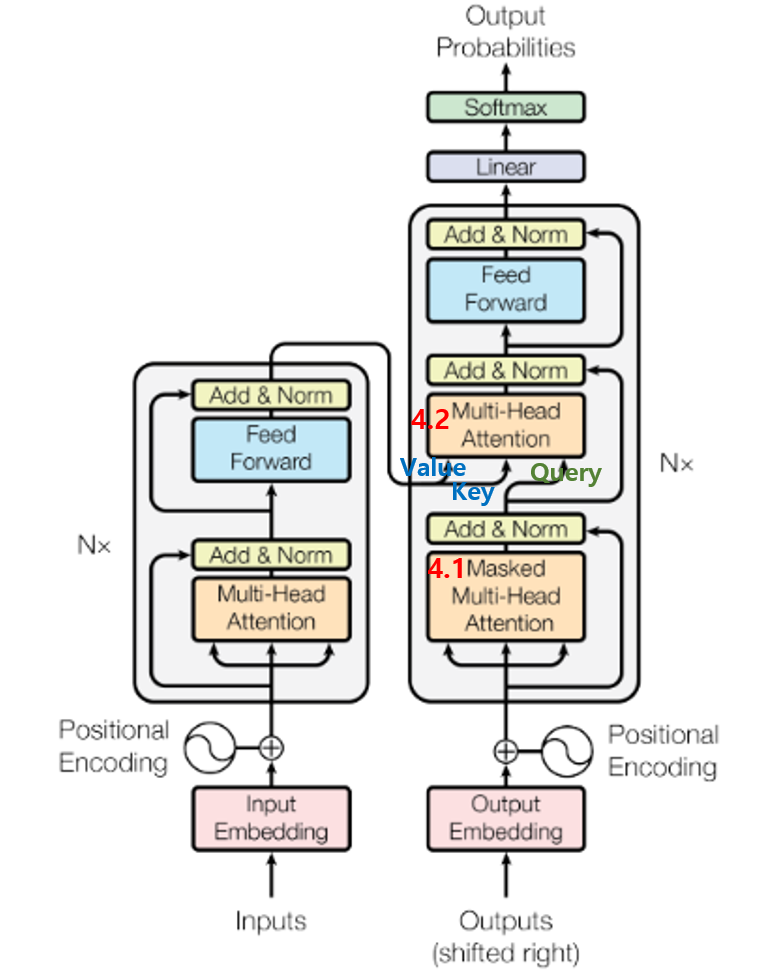 Output
Probabilities
Softmax
Linear
Add & Norm
Feed
Forward
Add & Norm
4.2 Multi-Head
Attention
Value
Key
Query
Nx
Add & Norm
4.1 Masked
Multi-Head
Attention
Add & Norm
Feed
Forward
Nx
Add & Norm
Multi-Head
Attention
Positional
Encoding
Positional
Encoding
Input
Embedding
Output
Embedding
Inputs
Outputs
(shifted right)